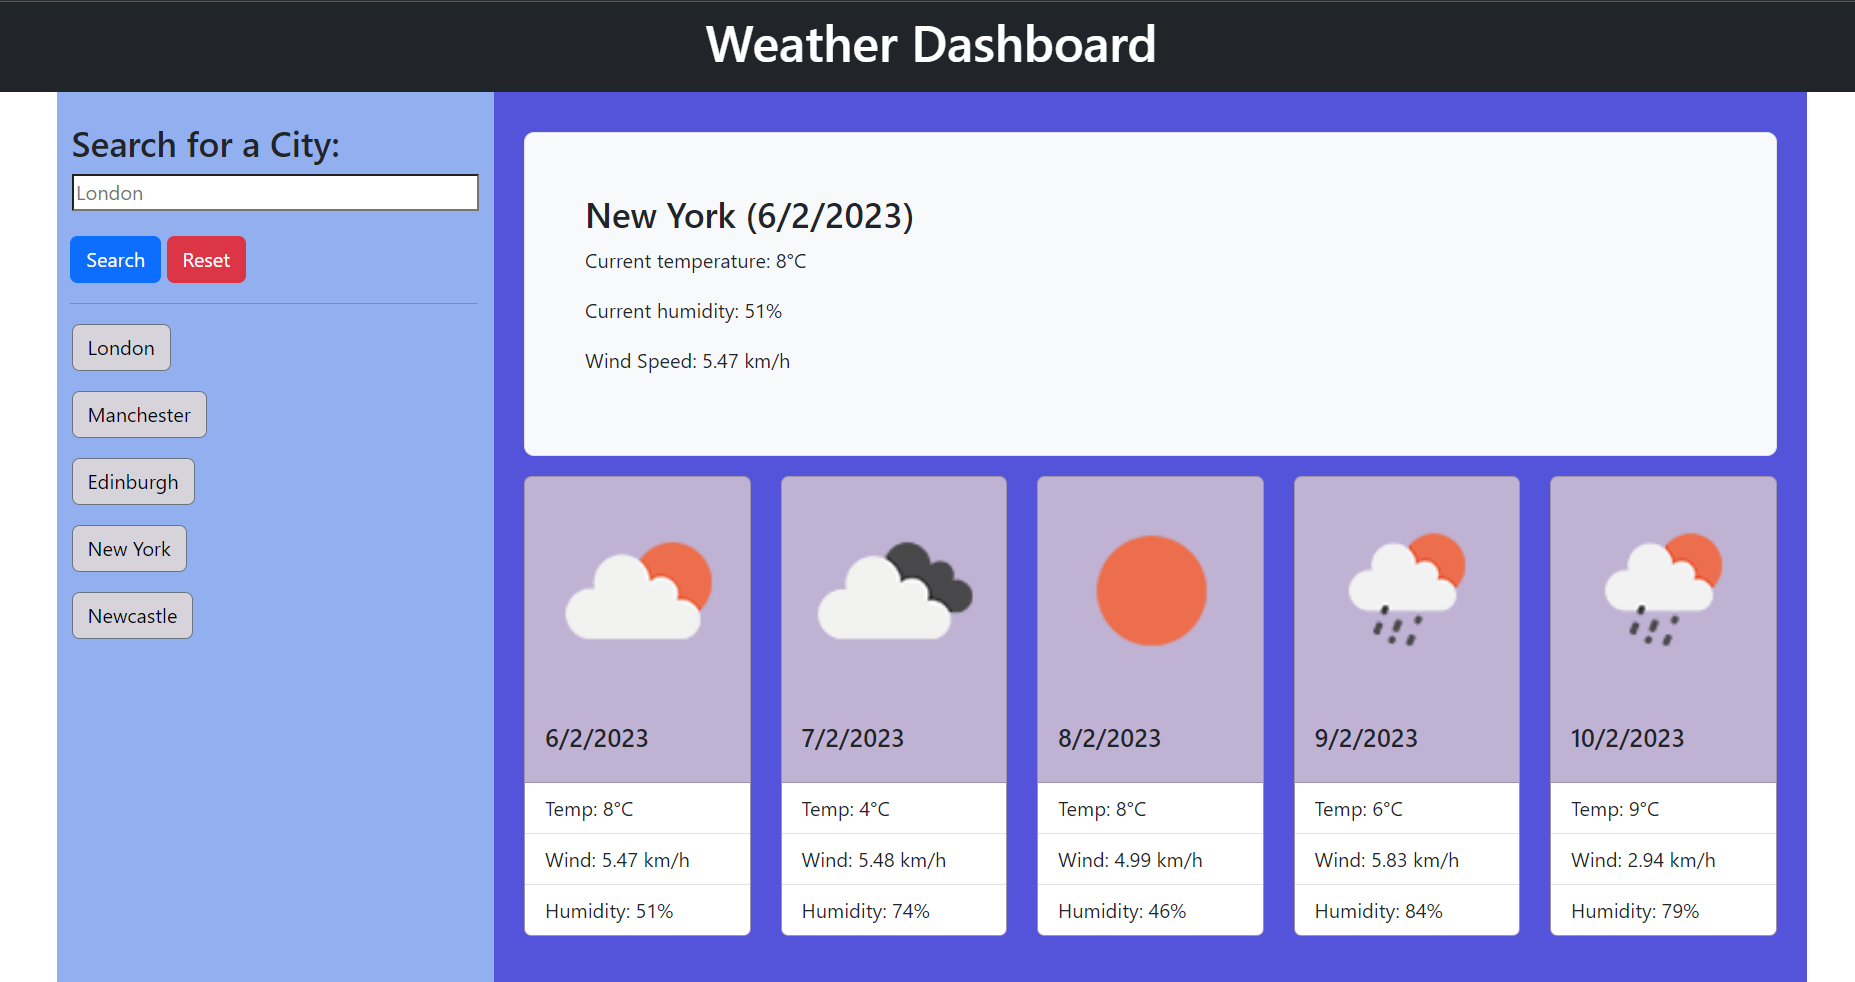 Weather Dashboard
Search for a City:
London
Search
Reset
London
Manchester
Edinburgh
New York
Newcastle
New York (6/2/2023)
Current temperature: 8°C
Current humidity: 51%
Wind Speed: 5.47 km/h
6/2/2023
Temp: 8°C
Wind: 5.47 km/h
Humidity: 51%
7/2/2023
Temp: 4°C
Wind: 5.48 km/h
Humidity: 74%
8/2/2023
Temp: 8°C
Wind: 4.99 km/h
Humidity: 46%
9/2/2023
Temp: 6°C
Wind: 5.83 km/h
Humidity: 84%
10/2/2023
Temp: 9°C
Wind: 2.94 km/h
Humidity: 79%